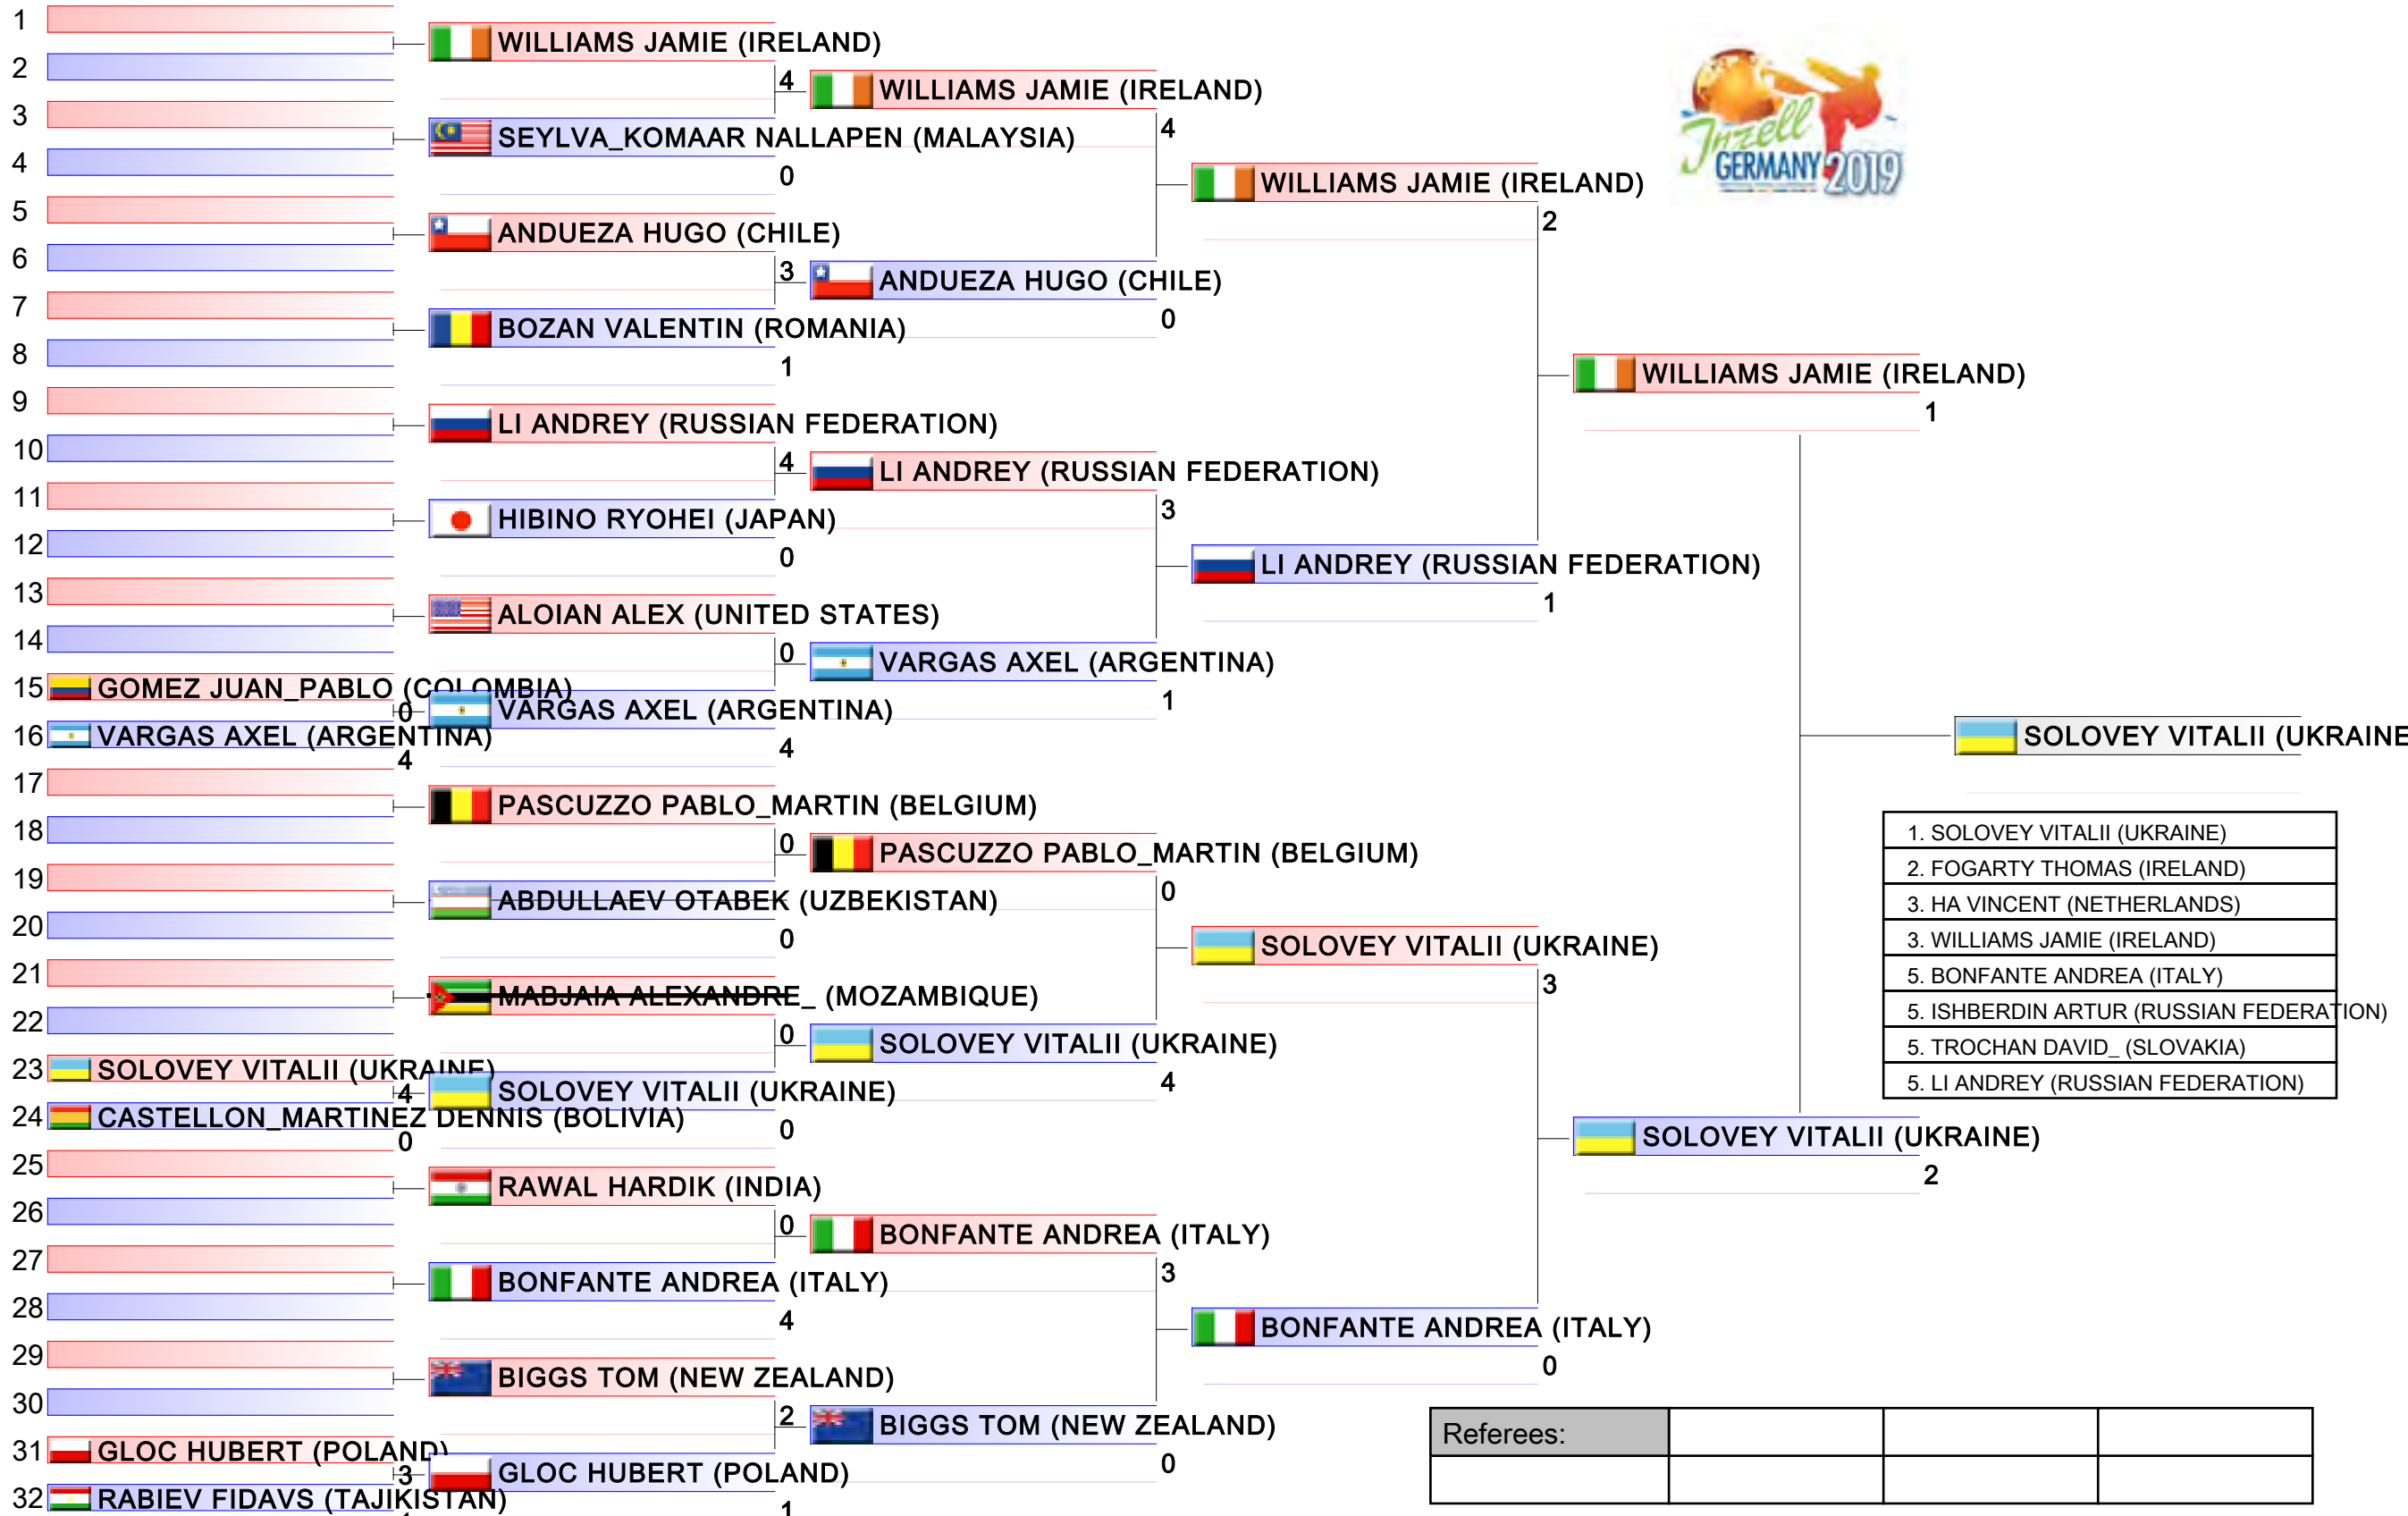 1
WILLIAMS JAMIE (IRELAND)
2
4
WILLIAMS JAMIE (IRELAND)
3
SEYLVA_KOMAAR NALLAPEN (MALAYSIA)
4
4
0
WILLIAMS JAMIE (IRELAND)
Inzell
GERMANY 2019
5
ANDUEZA HUGO (CHILE)
2
6
3
ANDUEZA HUGO (CHILE)
7
BOZAN VALENTIN (ROMANIA)
0
8
1
WILLIAMS JAMIE (IRELAND)
9
LI ANDREY (RUSSIAN FEDERATION)
1
10
4
LI ANDREY (RUSSIAN FEDERATION)
11
HIBINO RYOHEI (JAPAN)
3
12
0
LI ANDREY (RUSSIAN FEDERATION)
13
ALOIAN ALEX (UNITED STATES)
1
14
0
VARGAS AXEL (ARGENTINA)
15 GOMEZ JUAN_PABLO (COLOMBIA)
0
VARGAS AXEL (ARGENTINA)
1
16 VARGAS AXEL (ARGENTINA)
4
4
SOLOVEY VITALII (UKRAINE
17
PASCUZZO PABLO_MARTIN (BELGIUM)
18
0
PASCUZZO PABLO_MARTIN (BELGIUM)
19
ABDULLAEV OTABEK (UZBEKISTAN)
0
20
0
SOLOVEY VITALII (UKRAINE)
21
MABJAIA ALEXANDRE_ (MOZAMBIQUE)
3
22
0
SOLOVEY VITALII (UKRAINE)
23 SOLOVEY VITALII (UKRAINE)
4
SOLOVEY VITALII (UKRAINE)
4
24 CASTELLON_MARTINEZ DENNIS (BOLIVIA)
0
0
SOLOVEY VITALII (UKRAINE)
2
1. SOLOVEY VITALII (UKRAINE)
2. FOGARTY THOMAS (IRELAND)
3. HA VINCENT (NETHERLANDS)
3. WILLIAMS JAMIE (IRELAND)
5. BONFANTE ANDREA (ITALY)
5. ISHBERDIN ARTUR (RUSSIAN FEDERATION)
5. TROCHAN DAVID_ (SLOVAKIA)
5. LI ANDREY (RUSSIAN FEDERATION)
25
RAWAL HARDIK (INDIA)
26
0
BONFANTE ANDREA (ITALY)
27
BONFANTE ANDREA (ITALY)
3
28
4
BONFANTE ANDREA (ITALY)
29
BIGGS TOM (NEW ZEALAND)
0
30
2
BIGGS TOM (NEW ZEALAND)
31 GLOC HUBERT (POLAND)
3
GLOC HUBERT (POLAND)
0
32 RABIEV FIDAVS (TAJIKISTAN)
1
Referees: